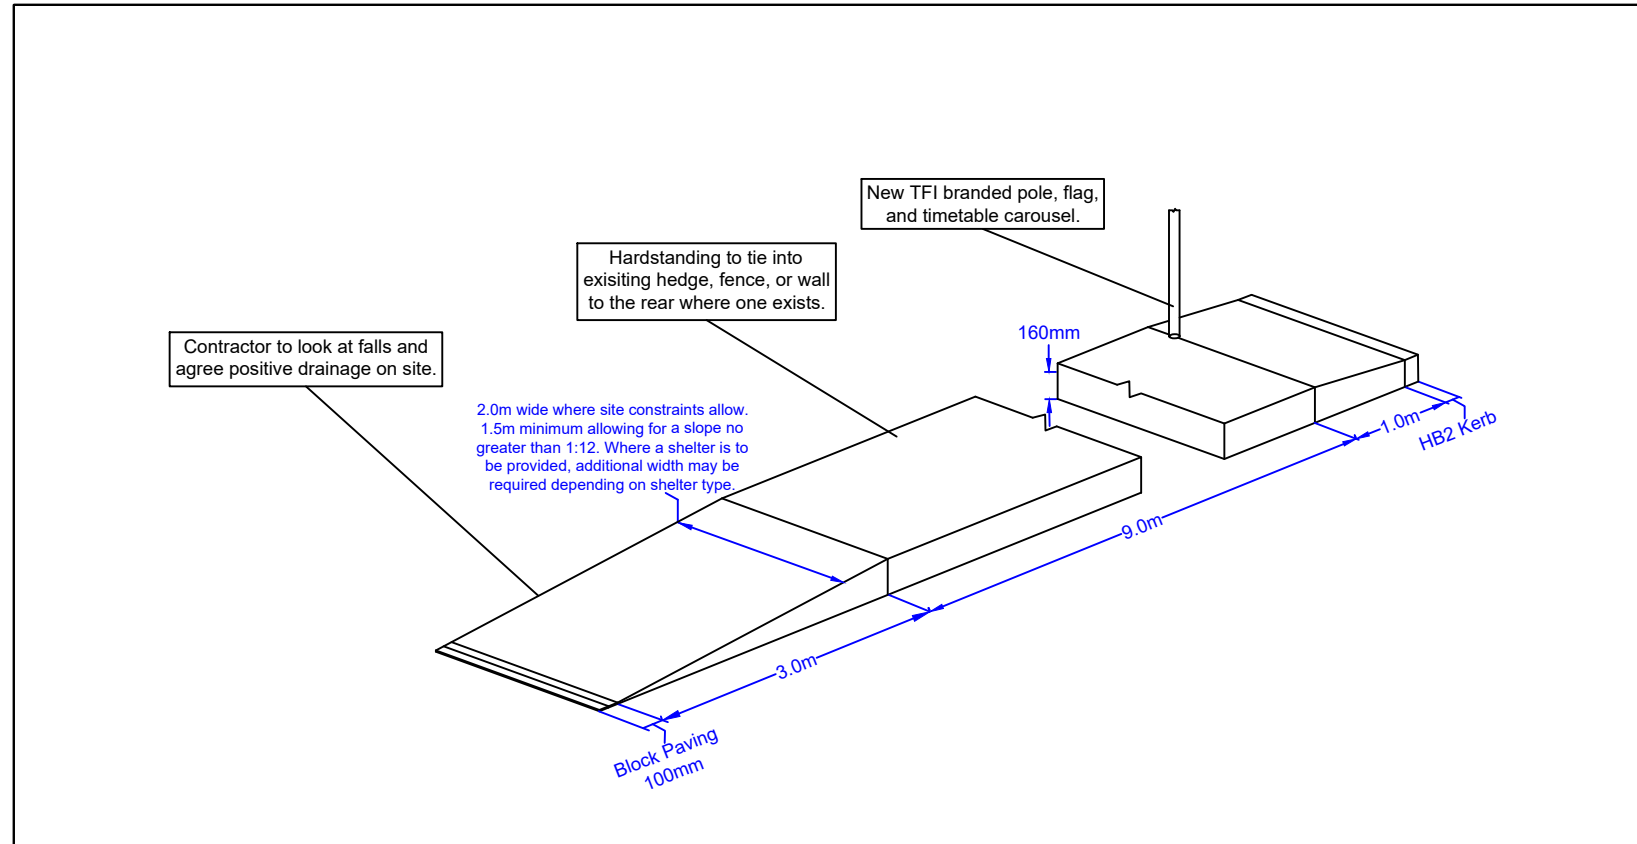 New TFI branded pole, flag,
and timetable carousel.
Hardstanding to tie into
exisiting hedge, fence, or wall
to the rear where one exists.
Contractor to look at falls and
agree positive drainage on site.
160mm
2.0m wide where site constraints allow.
1.5m minimum allowing for a slope no
greater than 1:12. Where a shelter is to
be provided, additional width may be
required depending on shelter type.
1.0m
HB2 Kerb
9.0m
3.0m
Block Paving
100mm